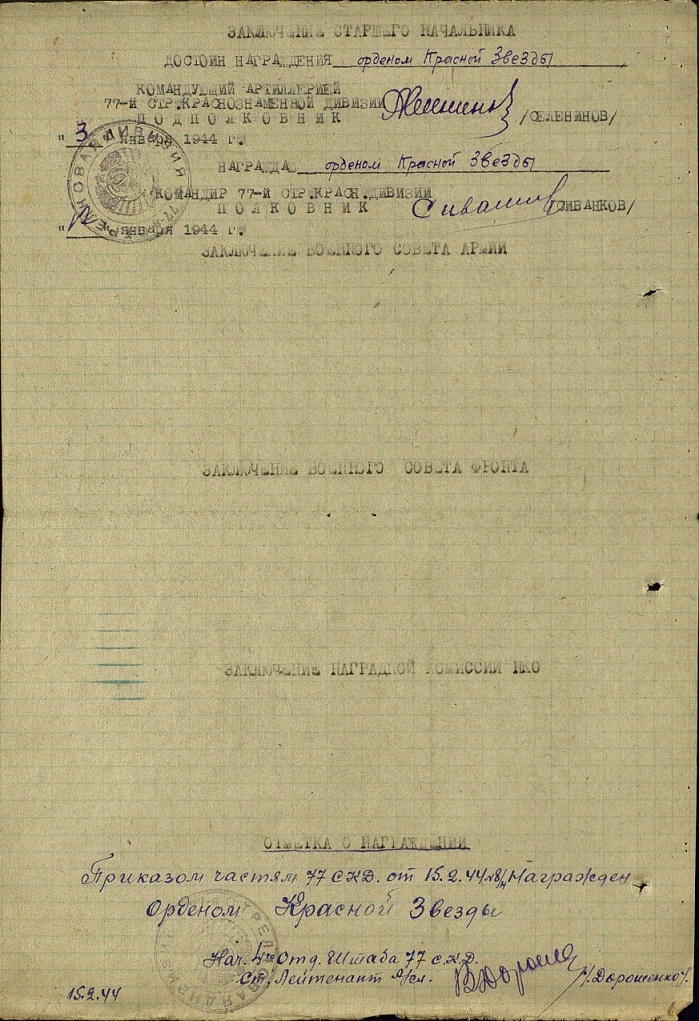 ЗАКЛЮЧЕНИЕ СТАРШЕГО НАЧАЛЬНИКА
ДОСТОИН НАГРАЖДЕНИЯ орденом Красной Звезды
КОМАНДУЮЩИЙ АРТИЛЛЕРИЕЙ
77-Й СТР.КРАСНОЗНАМЕННОЙ ДИВИЗИИ
ПОДПОЛКОВНИК /СЕЛЕНИНОВ/
"3" января 1944 г.
НАГРАДА орденом Красной Звезды
КОМАНДИР 77-Й СТР.КРАСН.ДИВИЗИИ
ПОЛКОВНИК /СИВАНКОВ/
января 1944 г.
ЗАКЛЮЧЕНИЕ ВОЕННОГО СОВЕТА АРМИИ
ЗАКЛЮЧЕНИЕ ВОЕННОГО СОВЕТА ФРОНТА
ЗАКЛЮЧЕНИЕ НАГРАДНОЙ КОМИССИИ НКО
ОТМЕТКА О НАГРАЖДЕНИИ
Приказом частям 77 с.К.Д. от 15.2.44 Награжден
Орденом Красной Звезды
Нач. 4го Отд. Штаба 77 с.К.Д.
Ст. Лейтенант А/сл. /Дорошенко/
15.2.44